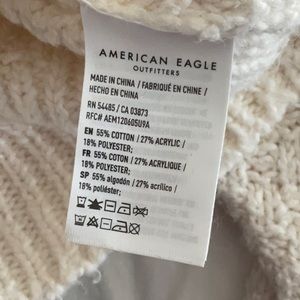 AMERICAN EAGLE
OUTFITTERS
MADE IN CHINA / FABRIQUÉ EN CHINE /
HECHO EN CHINA
RN 54485 / CA 03873
RFC# AEM120605U9A
EN 55% COTTON / 27% ACRYLIC /
18% POLYESTER;
FR 55% COTON / 27% ACRYLIQUE /
18% POLYESTER;
SP 55% algodón / 27% acrílico /
18% poliéster;